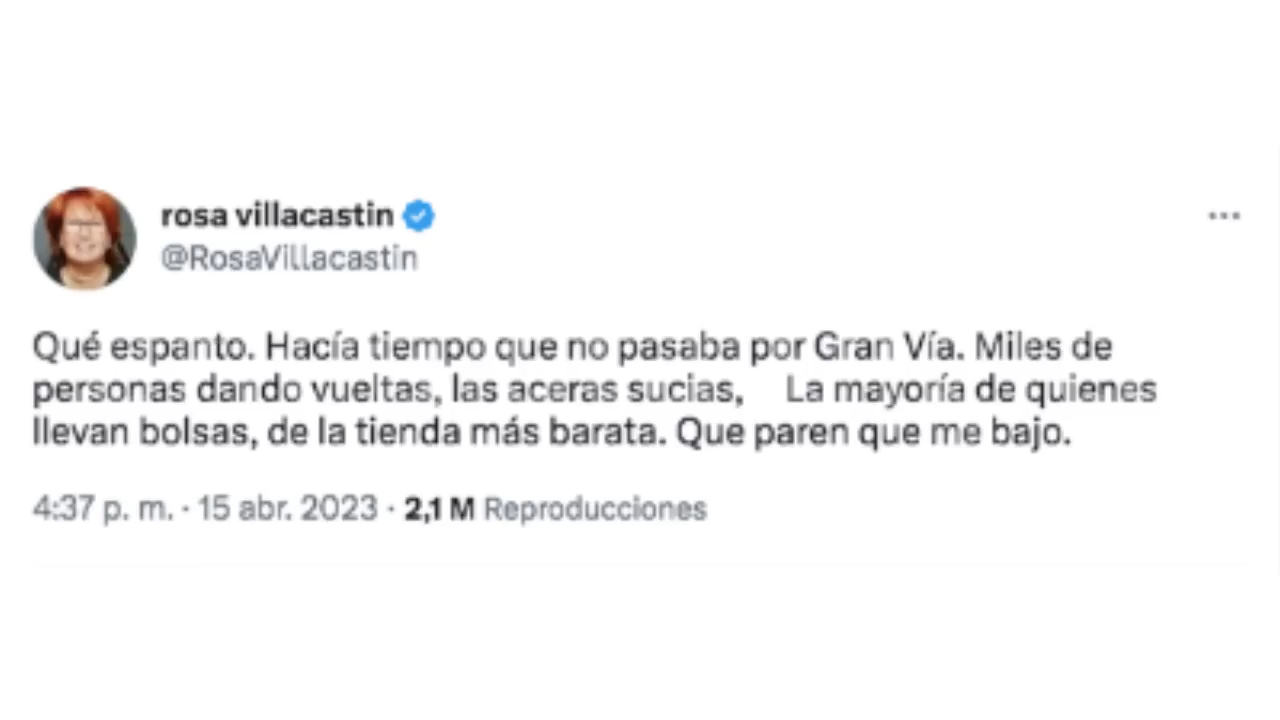 rosa villacastin
@RosaVillacastin
Qué espanto. Hacía tiempo que no pasaba por Gran Vía. Miles de
personas dando vueltas, las aceras sucias, La mayoría de quienes
llevan bolsas, de la tienda más barata. Que paren que me bajo.
4:37 p. m. · 15 abr. 2023 · 2,1 M Reproducciones